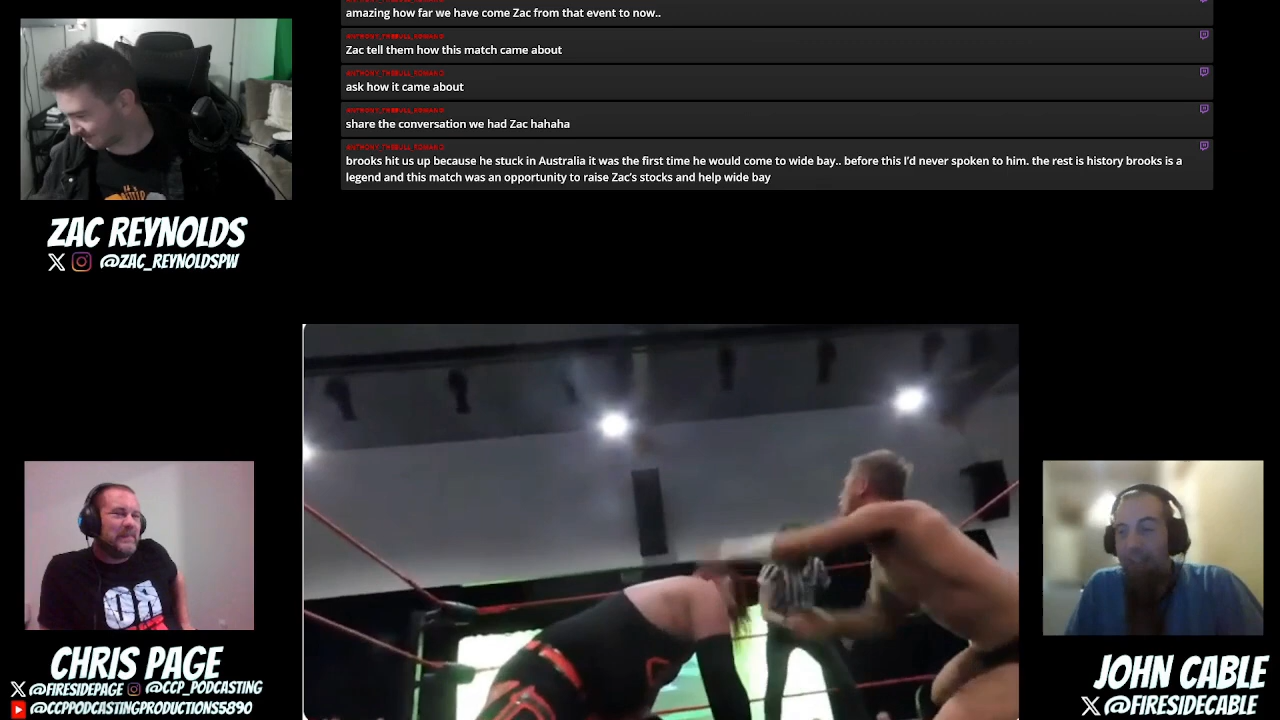 amazing how far we have come Zac from that event to now..
ANTHONY_THEBULL_ROMANO
Zac tell them how this match came about
ANTHONY_THEBULL_ROMANO
ask how it came about
ANTHONY_THEBULL_ROMANO
share the conversation we had Zac hahaha
ANTHONY_THEBULL_ROMANO
brooks hit us up because he stuck in Australia it was the first time he would come to wide bay.. before this I'd never spoken to him. the rest is history brooks is a
legend and this match was an opportunity to raise Zac's stocks and help wide bay
ZAC REYNOLDS
@ZAC_REYNOLDSPW
CHRIS PAGE
@FIRESIDEPAGE @CCP_PODCASTING
@CCPPODCASTINGPRODUCTIONS5890
JOHN CABLE
@FIRESIDECABLE